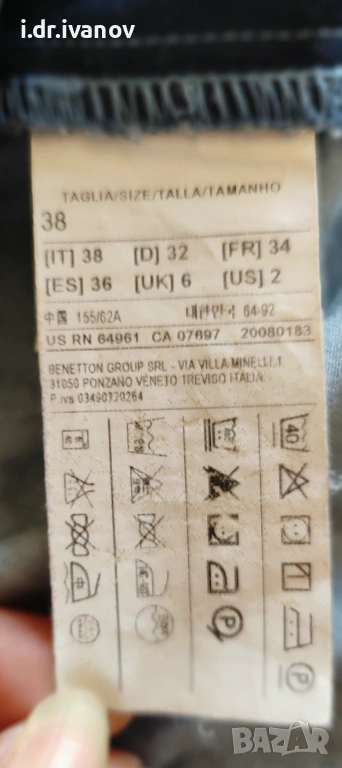 i.dr.ivanov
TAGLIA/SIZE/TALLA/TAMANHO
38
[IT] 38 [D] 32 [FR] 34
[ES] 36 [UK] 6 [US] 2
中国 155/62A 대한민국 64-92
US RN 64961 CA 07697 20080183
BENETTON GROUP SRL - VIA VILLA MINELLI,1
31050 PONZANO VENETO TREVISO ITALIA
P.iva
40
P
P
BAZAR